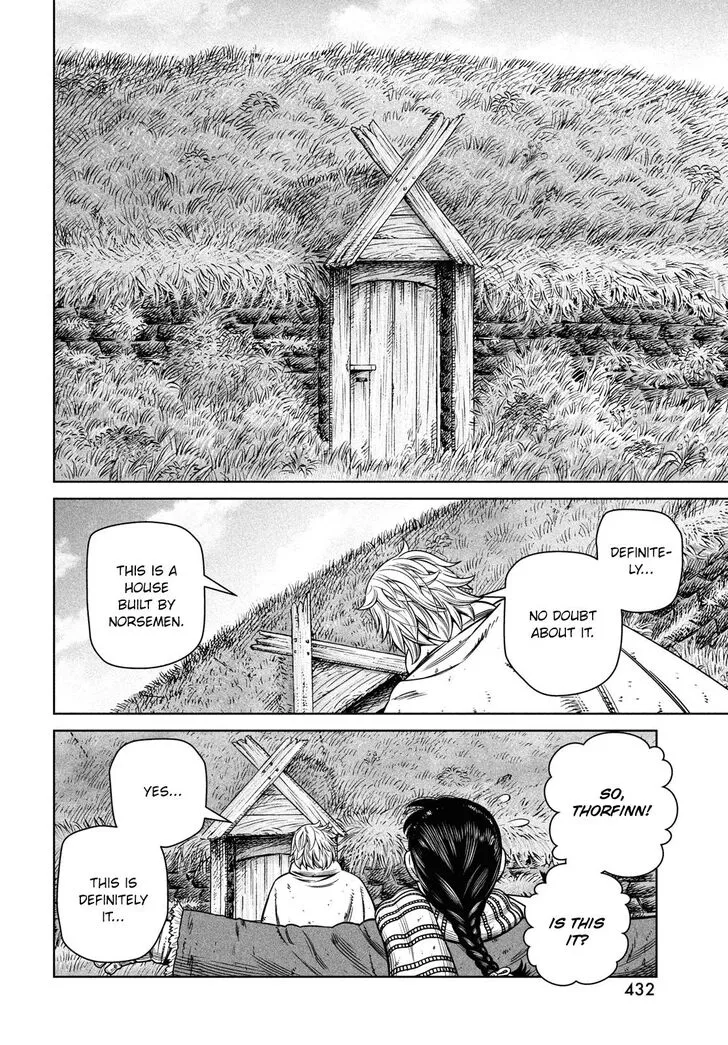 DEFINITE-
LY...
NO DOUBT
ABOUT IT.
THIS IS A
HOUSE
BUILT BY
NORSEMEN.
SO,
THORFINN!
IS THIS
IT?
YES...
THIS IS
DEFINITELY
IT...
432